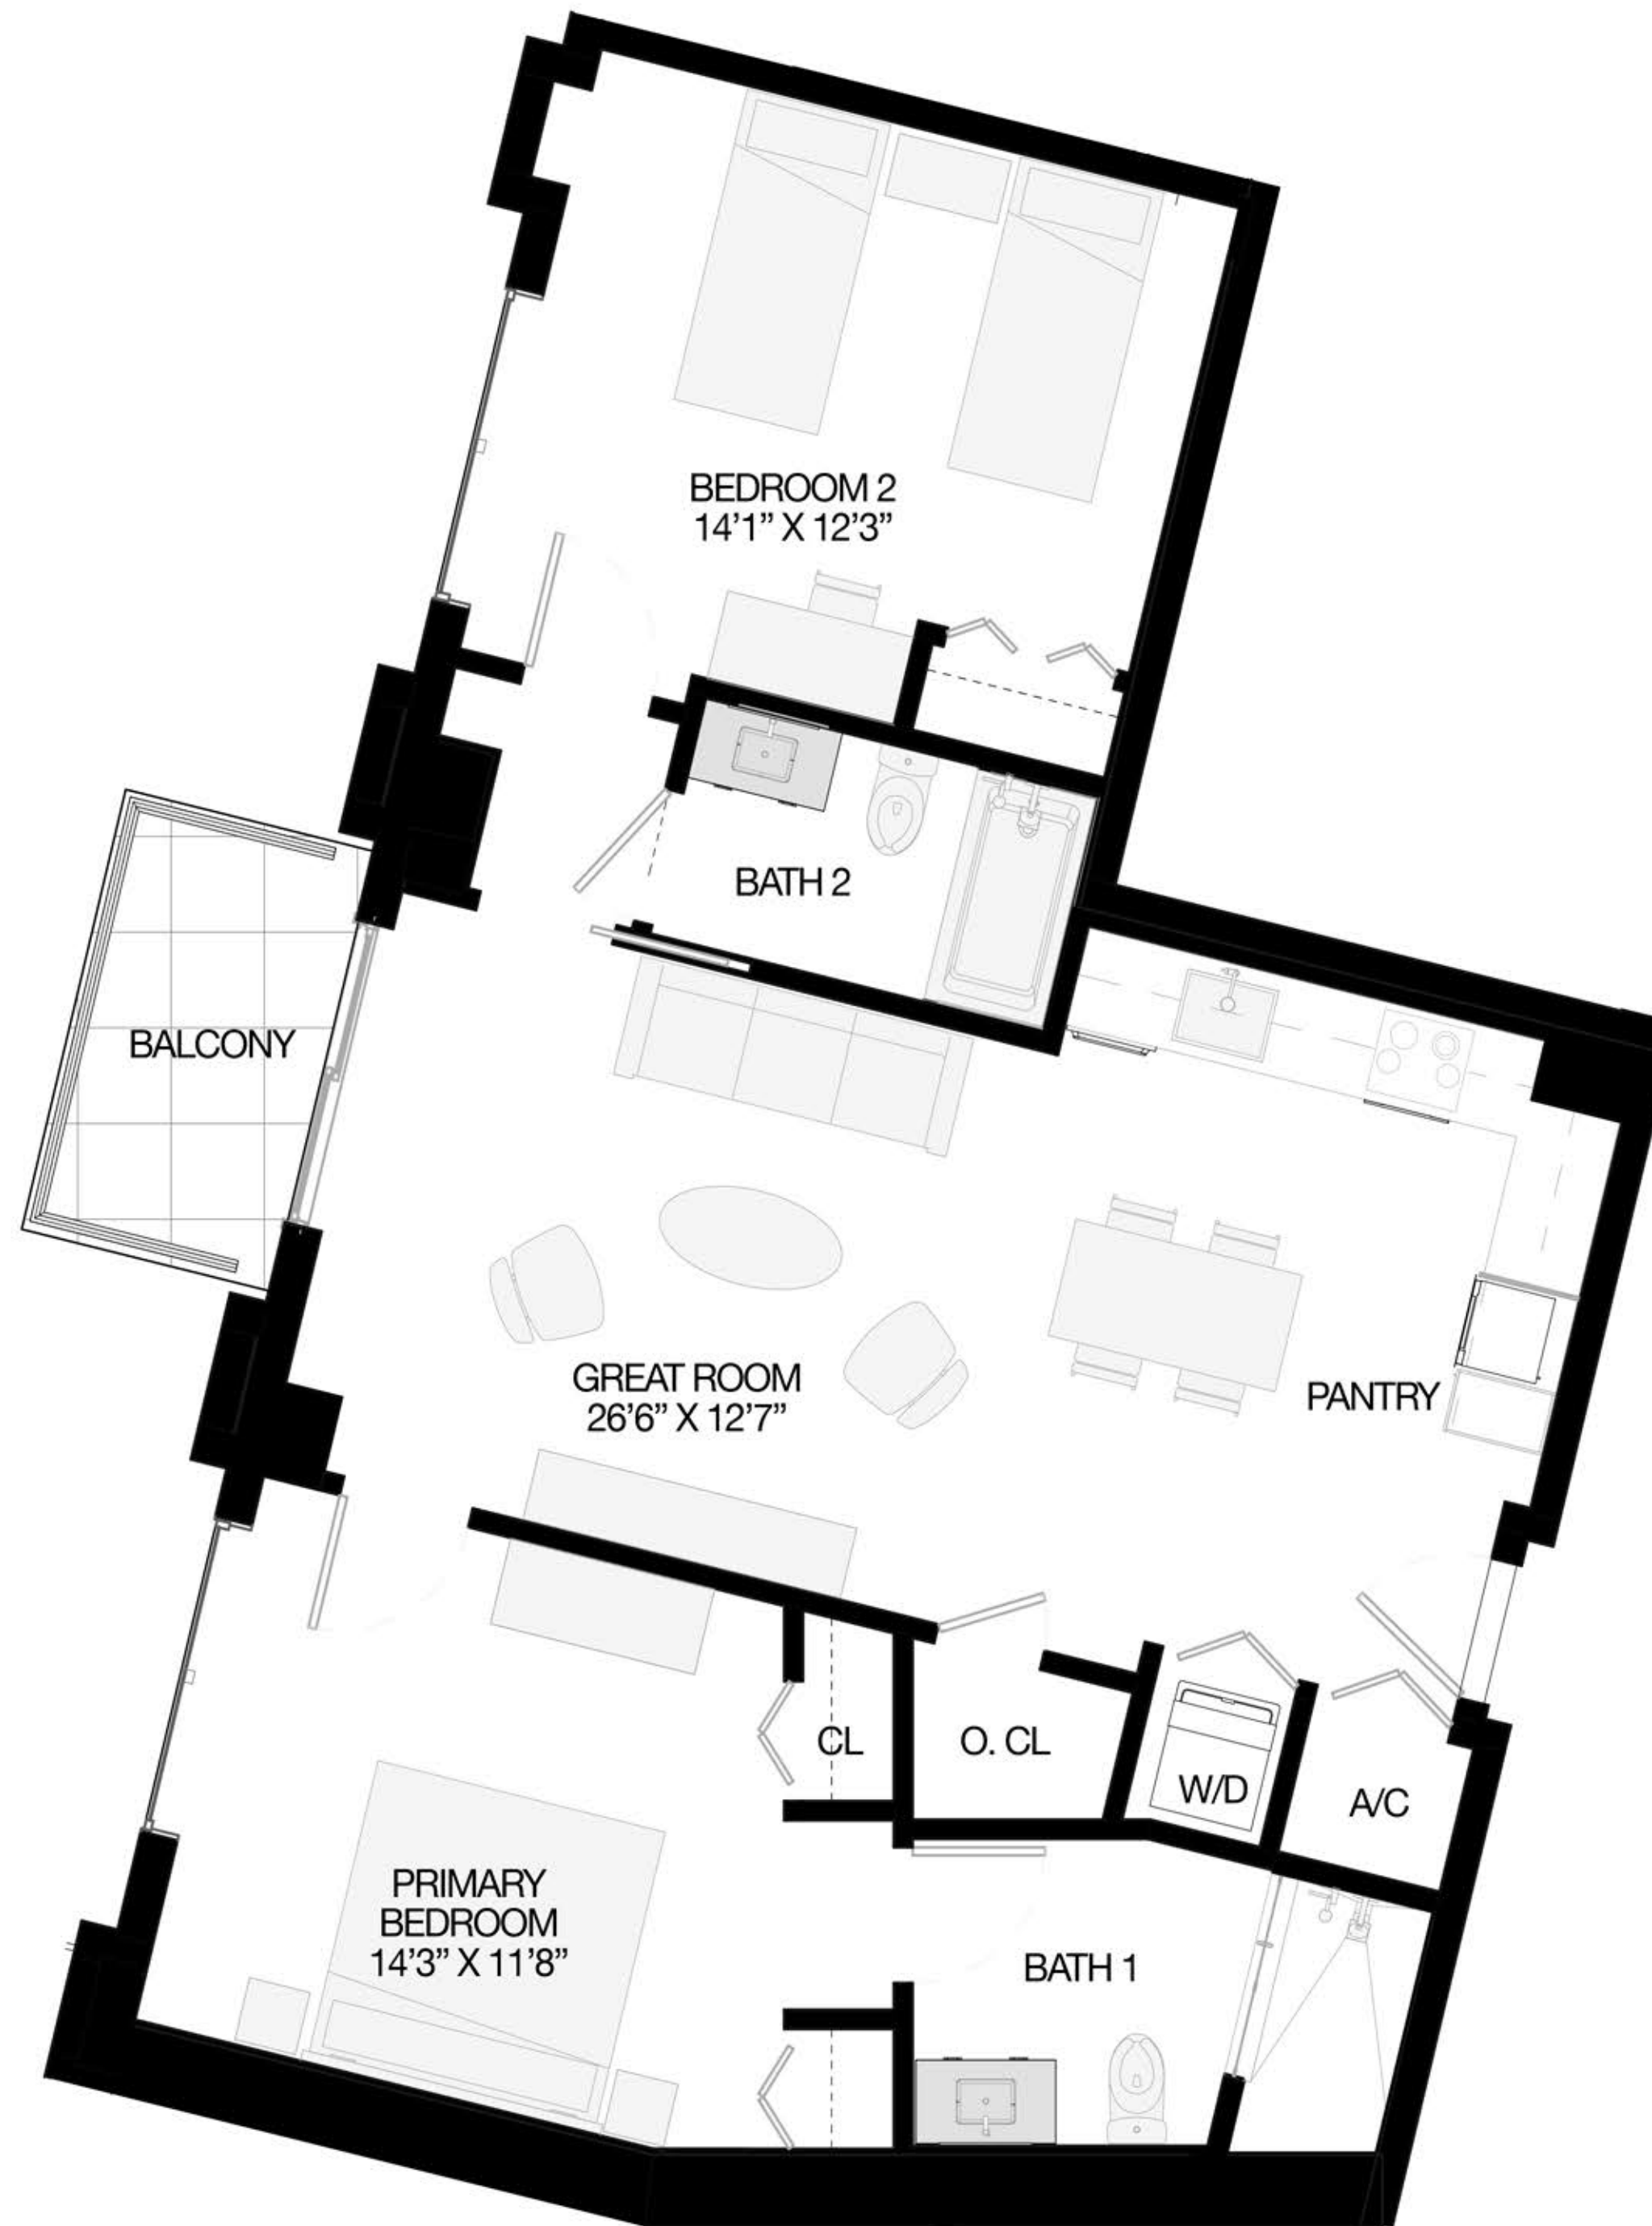 BEDROOM 2
14'1” X 12'3”
BATH 2
BALCONY
GREAT ROOM
26'6” X 12'7”
PANTRY
CL
O. CL
W/D
A/C
PRIMARY
BEDROOM
14'3” X 11'8”
BATH 1